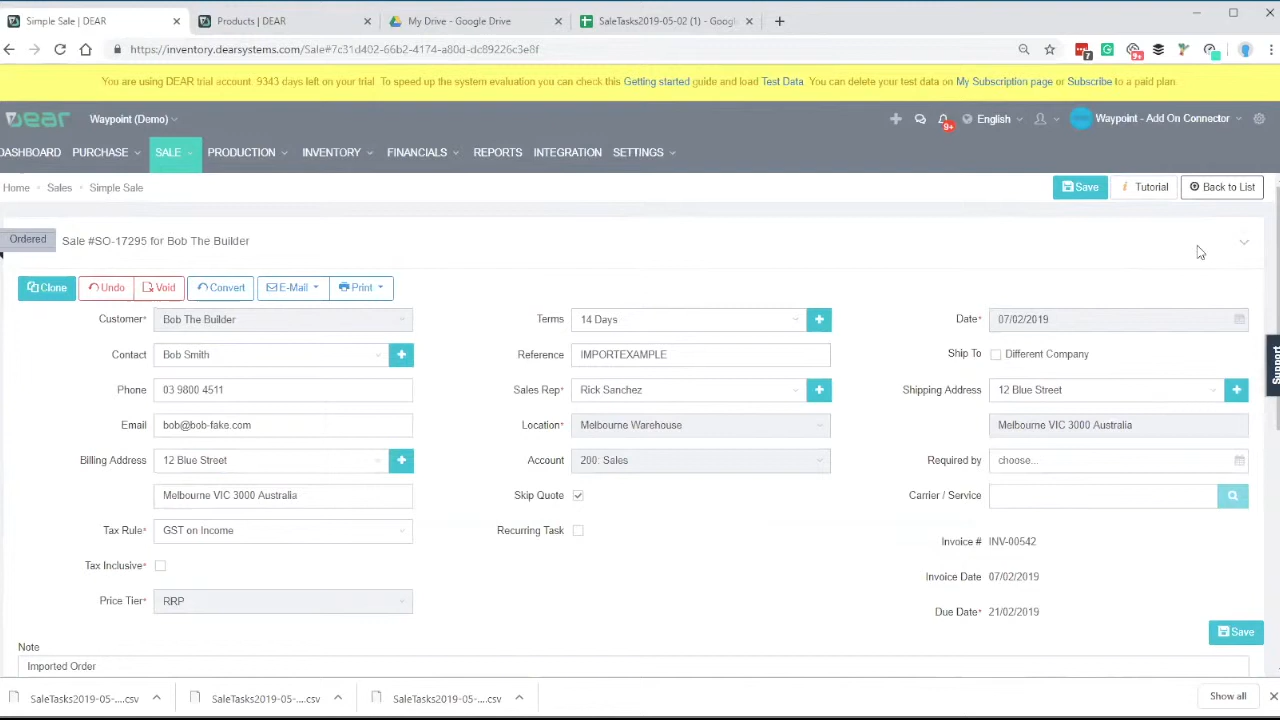 Simple Sale | DEAR
Products | DEAR
My Drive - Google Drive
SaleTasks2019-05-02 (1) - Googl
https://inventory.dearsystems.com/Sale#7c31d402-66b2-4174-a80d-dc89226c3e8f
7
9+
You are using DEAR trial account. 9343 days left on your trial. To speed up the system evaluation you can check this Getting started guide and load Test Data. You can delete your test data on My Subscription page or Subscribe to a paid plan.
Dear
Waypoint (Demo)
9+
English
Waypoint - Add On Connector
DASHBOARD PURCHASE SALE PRODUCTION INVENTORY FINANCIALS REPORTS INTEGRATION SETTINGS
Home Sales Simple Sale
Save
Tutorial
Back to List
Ordered
Sale #SO-17295 for Bob The Builder
Clone Undo Void Convert E-Mail Print
Customer* Bob The Builder Terms 14 Days Date* 07/02/2019
Contact Bob Smith Reference IMPORTEXAMPLE Ship To Different Company
Phone 03 9800 4511 Sales Rep* Rick Sanchez Shipping Address 12 Blue Street
Email bob@bob-fake.com Location* Melbourne Warehouse Melbourne VIC 3000 Australia
Billing Address 12 Blue Street Account 200: Sales Required by choose...
Melbourne VIC 3000 Australia Skip Quote Carrier / Service
Tax Rule* GST on Income Recurring Task
Invoice # INV-00542
Tax Inclusive*
Invoice Date 07/02/2019
Price Tier* RRP
Due Date* 21/02/2019
Save
Note
Imported Order
Support
SaleTasks2019-05-....csv
SaleTasks2019-05-....csv
SaleTasks2019-05-....csv
Show all